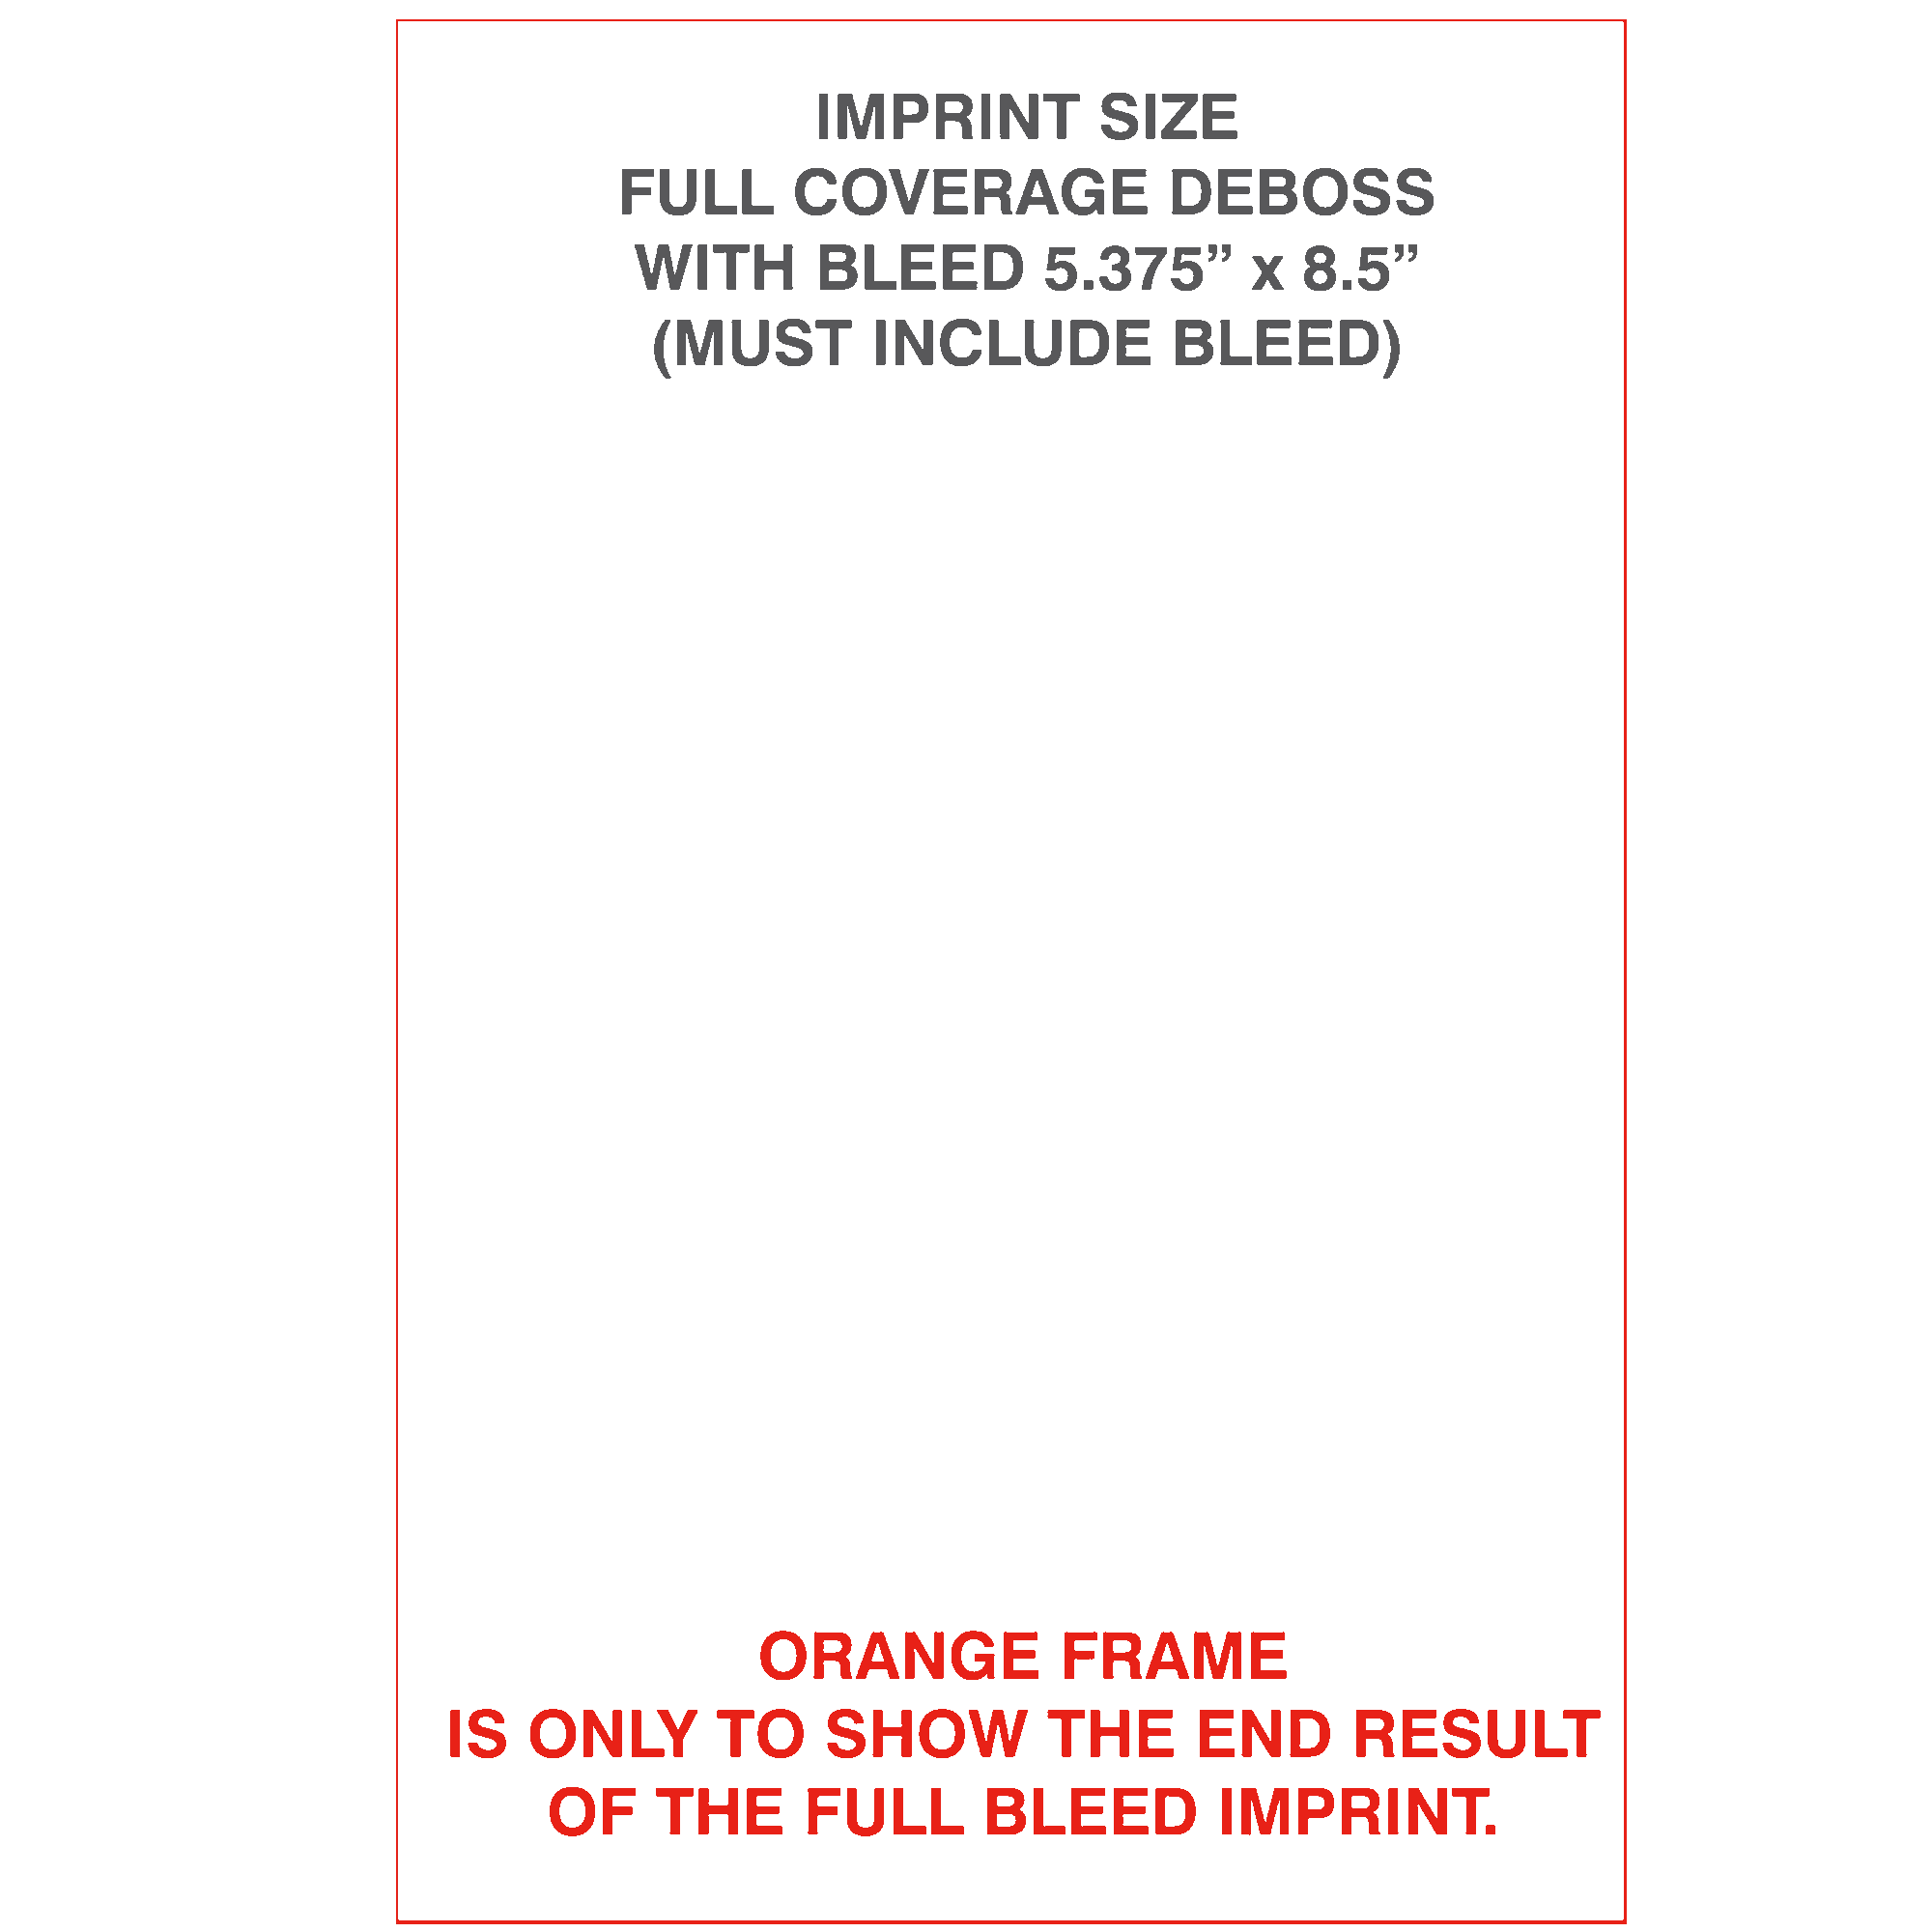 IMPRINT SIZE
FULL COVERAGE DEBOSS
WITH BLEED 5.375” x 8.5”
(MUST INCLUDE BLEED)
ORANGE FRAME
IS ONLY TO SHOW THE END RESULT
OF THE FULL BLEED IMPRINT.